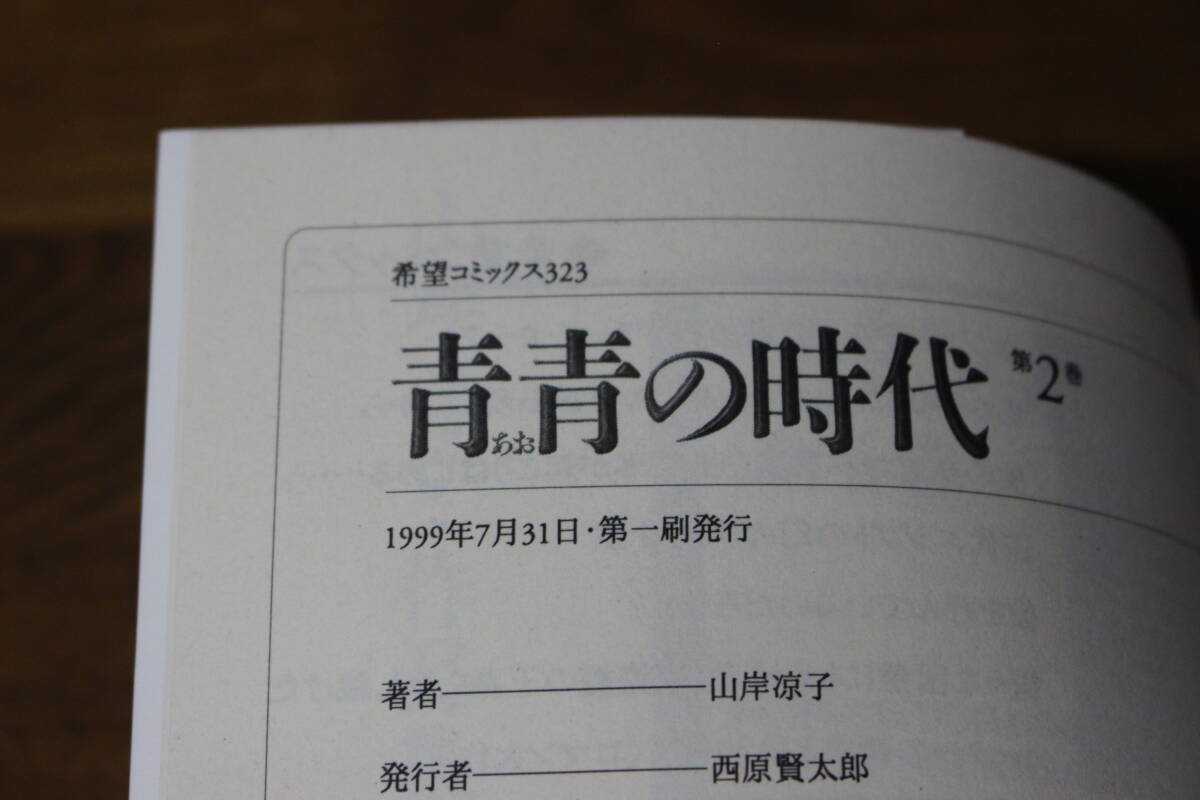 希望コミックス323
青青の時代 第2巻
あお
1999年7月31日・第一刷発行
著者――――――山岸凉子
発行者――――――西原賢太郎